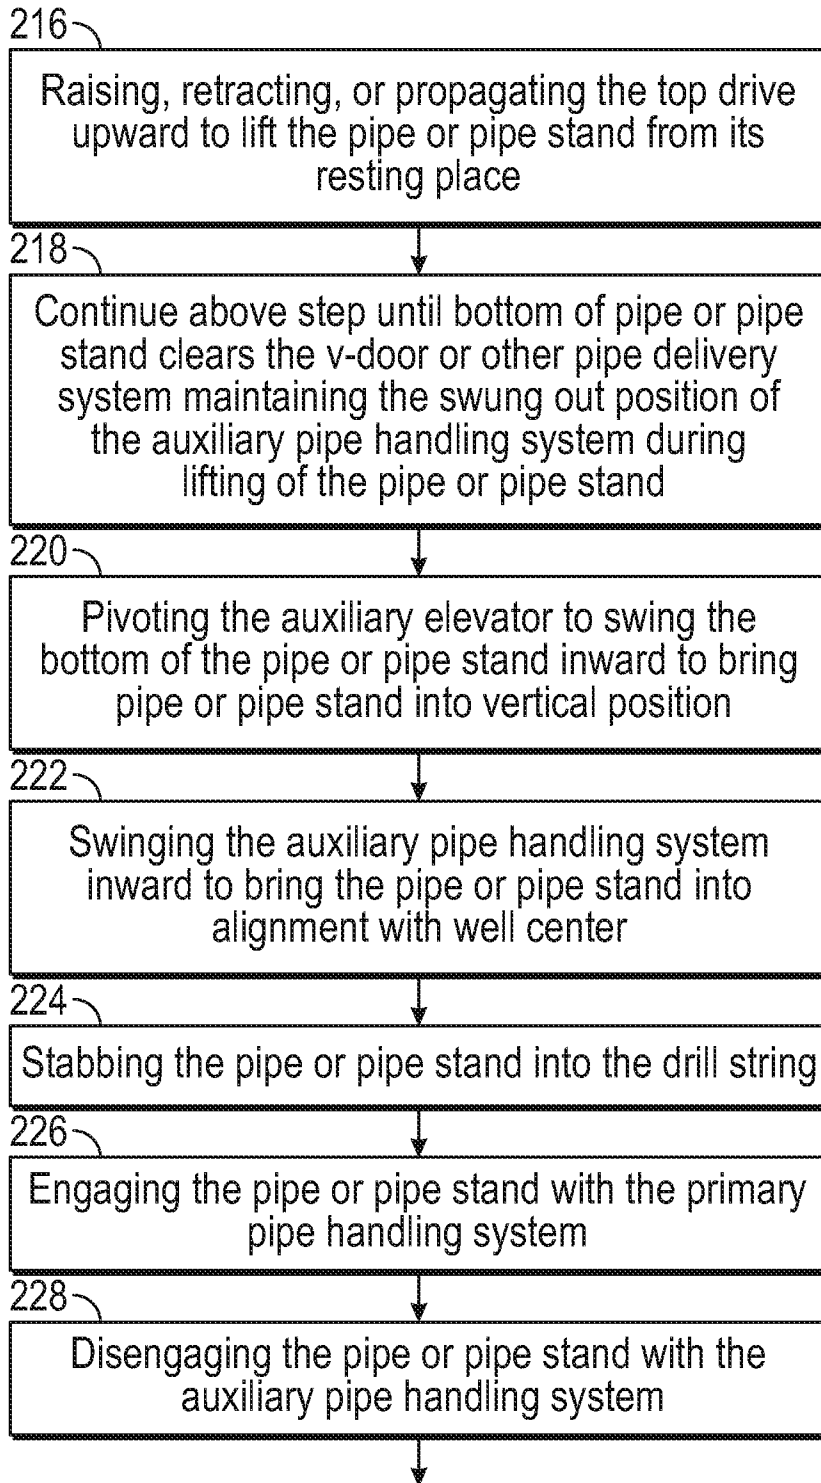 216
Raising, retracting, or propagating the top drive
upward to lift the pipe or pipe stand from its
resting place
218
Continue above step until bottom of pipe or pipe
stand clears the v-door or other pipe delivery
system maintaining the swung out position of
the auxiliary pipe handling system during
lifting of the pipe or pipe stand
220
Pivoting the auxiliary elevator to swing the
bottom of the pipe or pipe stand inward to bring
pipe or pipe stand into vertical position
222
Swinging the auxiliary pipe handling system
inward to bring the pipe or pipe stand into
alignment with well center
224
Stabbing the pipe or pipe stand into the drill string
226
Engaging the pipe or pipe stand with the primary
pipe handling system
228
Disengaging the pipe or pipe stand with the
auxiliary pipe handling system